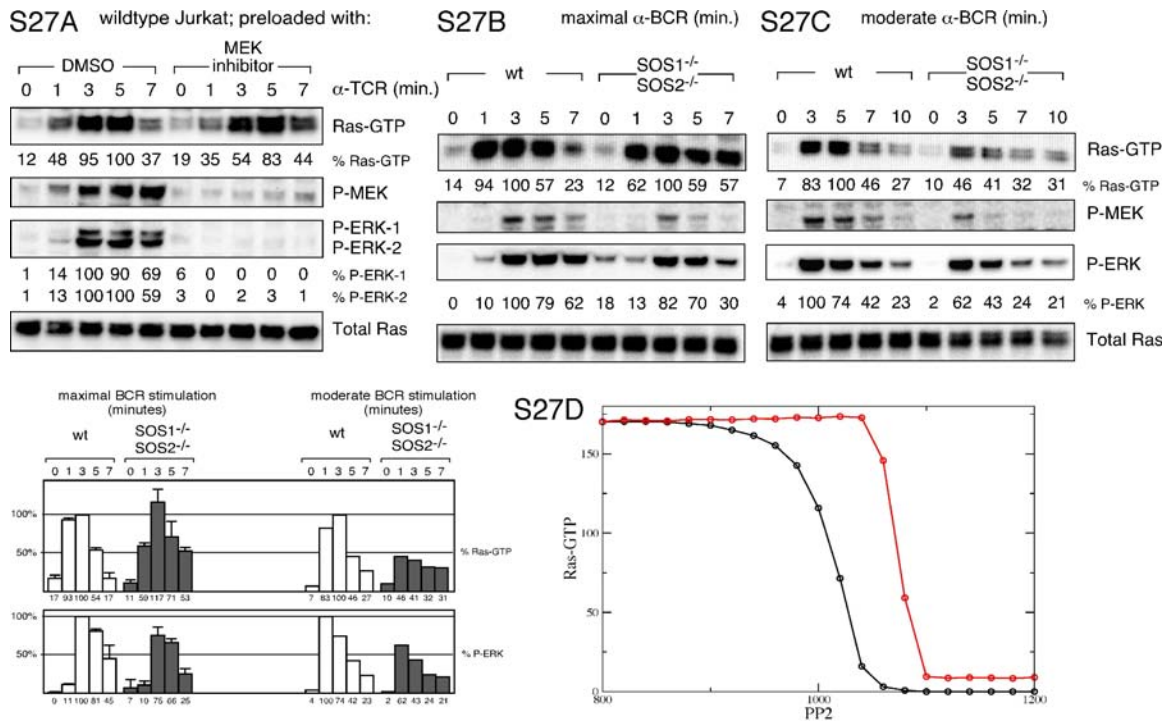 S27A wildtype Jurkat; preloaded with:
DMSO MEK inhibitor
0 1 3 5 7 0 1 3 5 7 α-TCR (min.)
Ras-GTP
12 48 95 100 37 19 35 54 83 44 % Ras-GTP
P-MEK
P-ERK-1
P-ERK-2
1 14 100 90 69 6 0 0 0 0 % P-ERK-1
1 13 100 100 59 3 0 2 3 1 % P-ERK-2
Total Ras
S27B maximal α-BCR (min.)
wt SOS1-/- SOS2-/-
0 1 3 5 7 0 1 3 5 7
14 94 100 57 23 12 62 100 59 57
0 10 100 79 62 18 13 82 70 30
S27C moderate α-BCR (min.)
wt SOS1-/- SOS2-/-
0 3 5 7 10 0 3 5 7 10
Ras-GTP
7 83 100 46 27 10 46 41 32 31 % Ras-GTP
P-MEK
P-ERK
4 100 74 42 23 2 62 43 24 21 % P-ERK
Total Ras
maximal BCR stimulation
(minutes)
wt SOS1-/- SOS2-/-
0 1 3 5 7 0 1 3 5 7
moderate BCR stimulation
(minutes)
wt SOS1-/- SOS2-/-
0 1 3 5 7 0 1 3 5 7
100%
50%
% Ras-GTP
17 93 100 54 17 11 59 117 71 53 7 83 100 46 27 10 46 41 32 31
100%
50%
% P-ERK
0 11 100 81 45 7 10 75 66 25 4 100 74 42 23 2 62 43 24 21
S27D
Ras-GTP
150
100
50
0
800 1000 1200
PP2